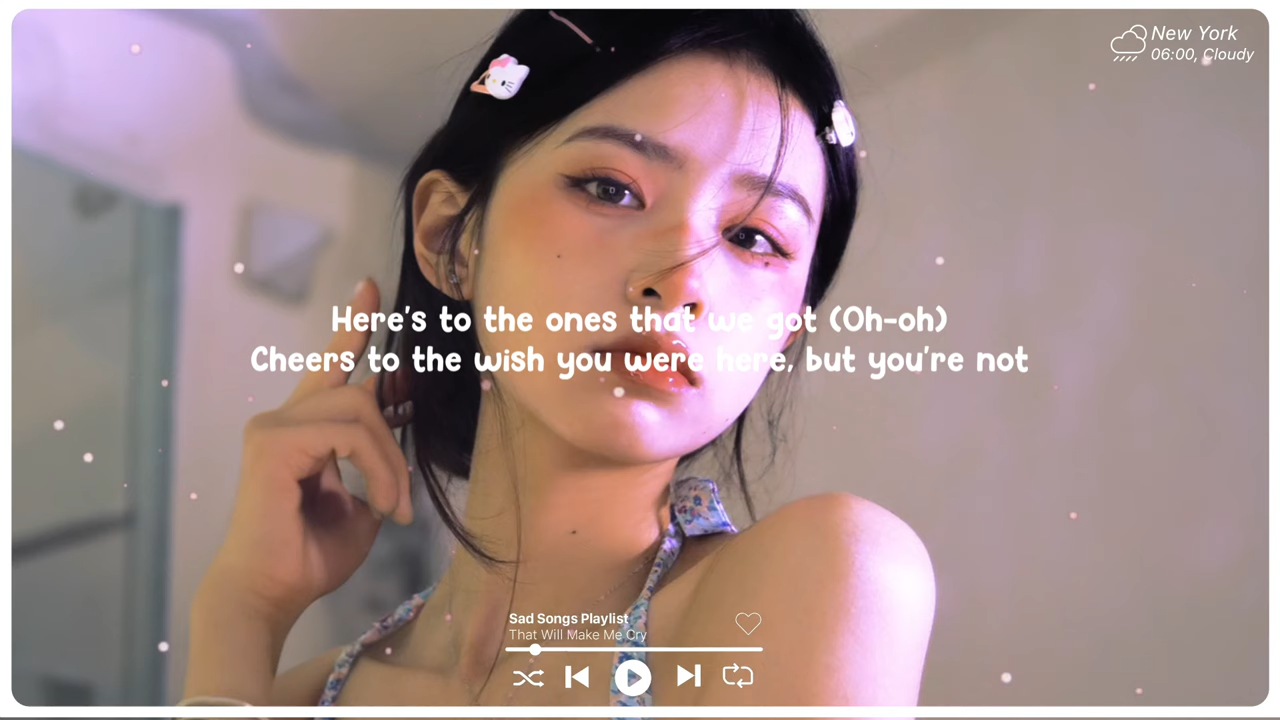 New York
06:00, Cloudy
Here's to the ones that we got (Oh-oh)
Cheers to the wish you were here, but you're not
Sad Songs Playlist
That Will Make Me Cry